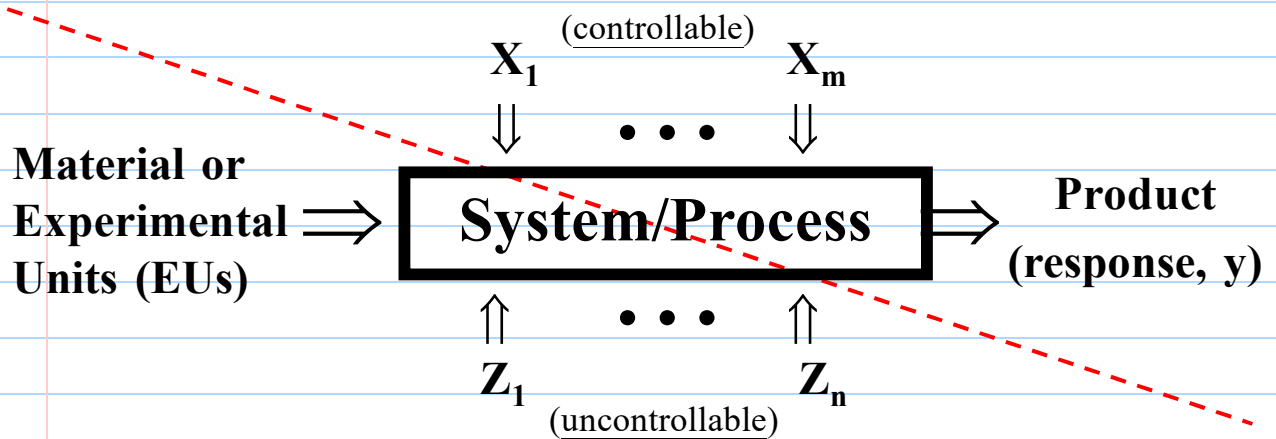 (controllable)
X1 Xm
• • •
Material or
Experimental
Units (EUs)
System/Process
Product
(response, y)
• • •
Z1 Zn
(uncontrollable)